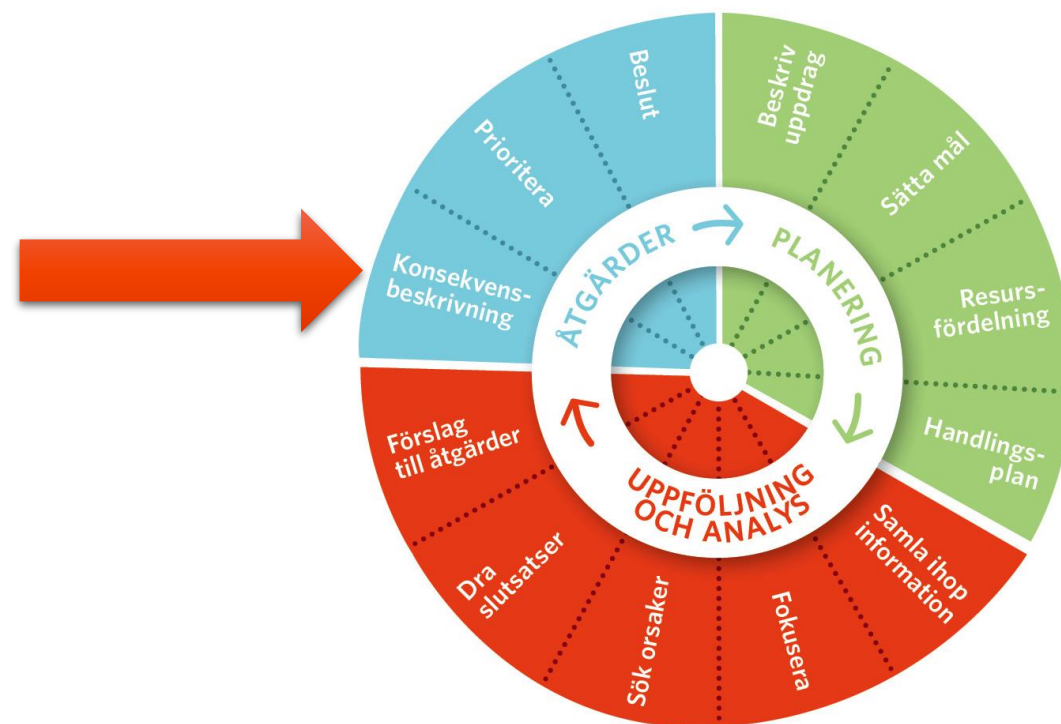 Beskriv
uppdrag
Sätta mål
Resurs-
fördelning
Handlings-
plan
Samla ihop
information
Fokusera
Sök orsaker
Dra
slutsatser
Förslag
till åtgärder
Konsekvens-
beskrivning
Prioritera
Beslut
ÅTGÄRDER
PLANERING
UPPFÖLJNING
OCH ANALYS